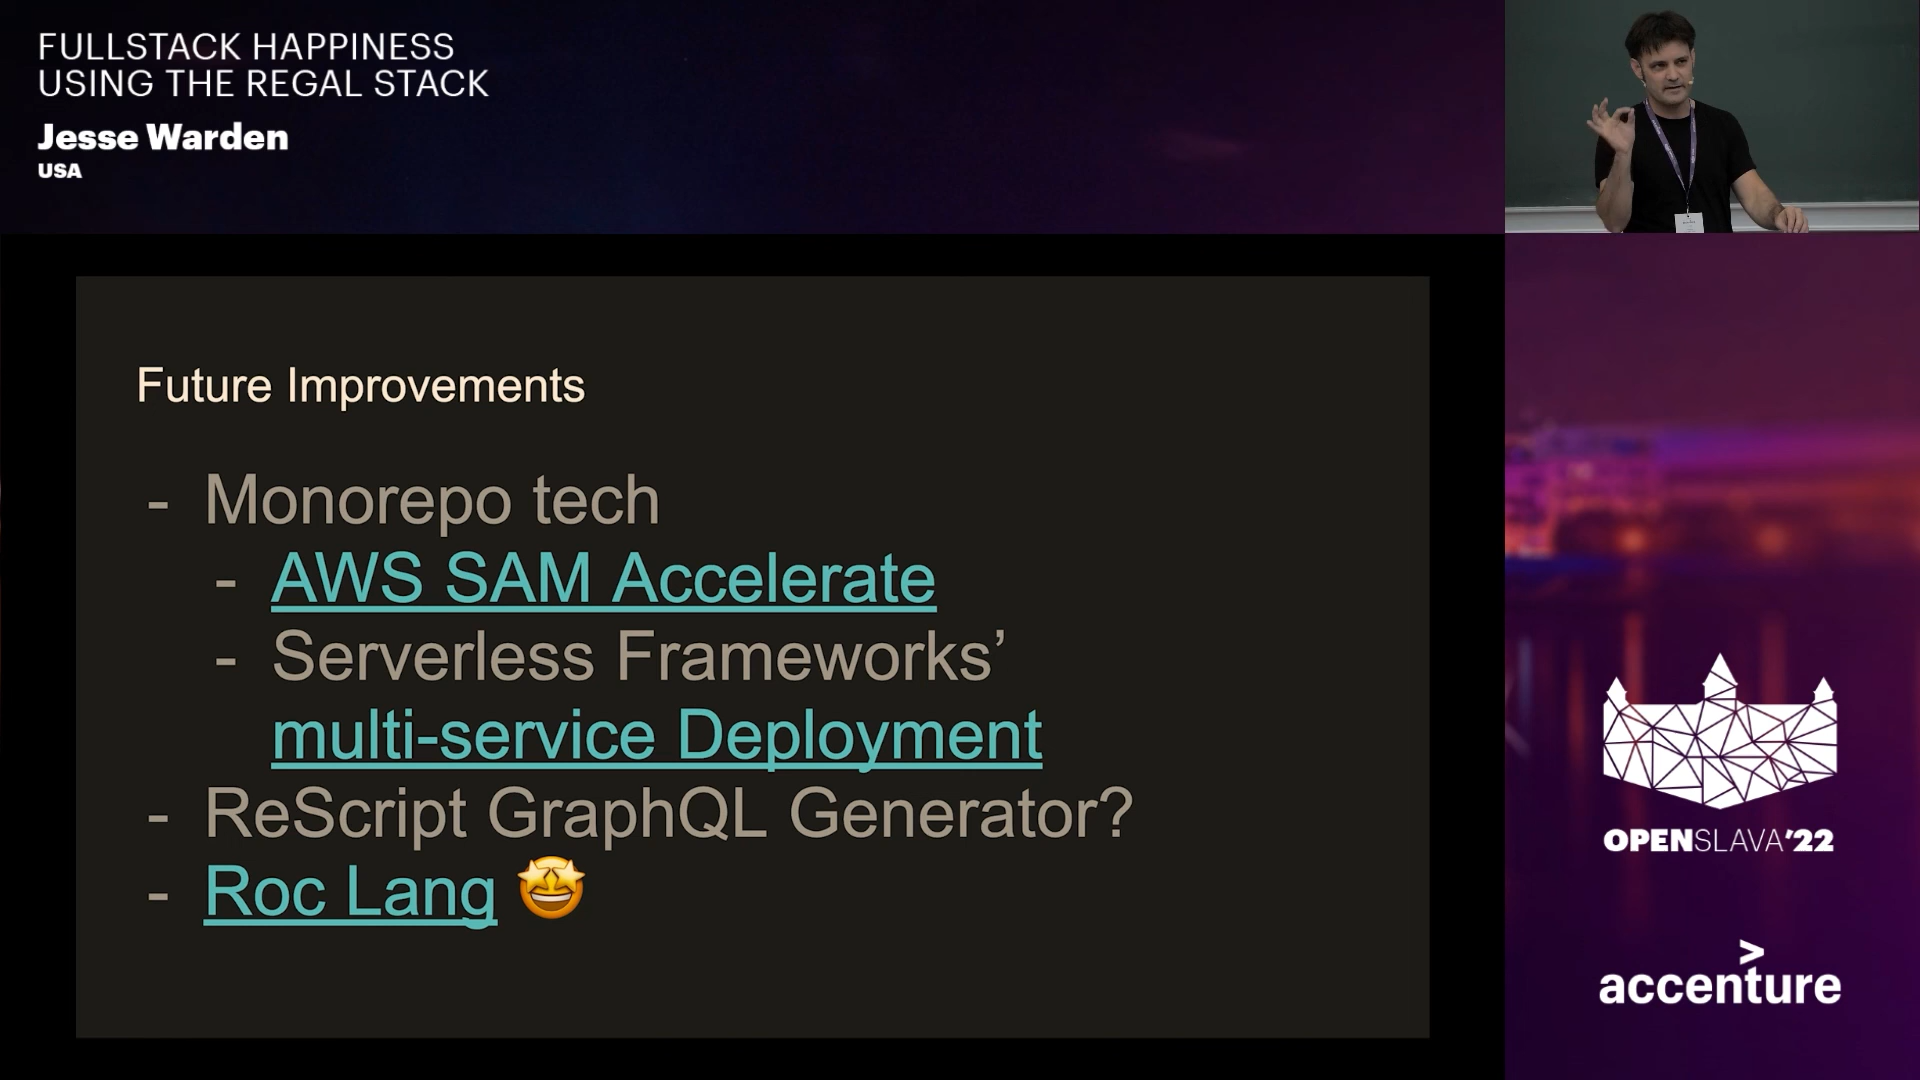 FULLSTACK HAPPINESS
USING THE REGAL STACK
Jesse Warden
USA
Future Improvements
- Monorepo tech
- AWS SAM Accelerate
- Serverless Frameworks’
multi-service Deployment
- ReScript GraphQL Generator?
- Roc Lang 🤩
OPENSLAVA’22
accenture